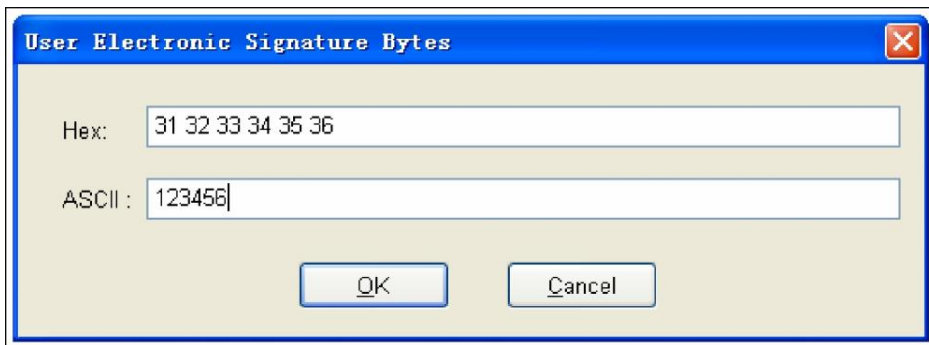 User Electronic Signature Bytes
Hex: 31 32 33 34 35 36
ASCII : 123456
OK Cancel